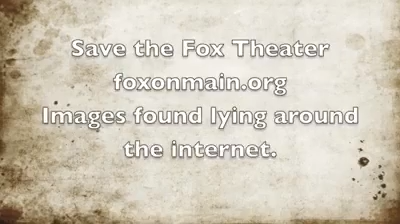 Save the Fox Theater
foxonmain.org
Images found lying around
the internet.